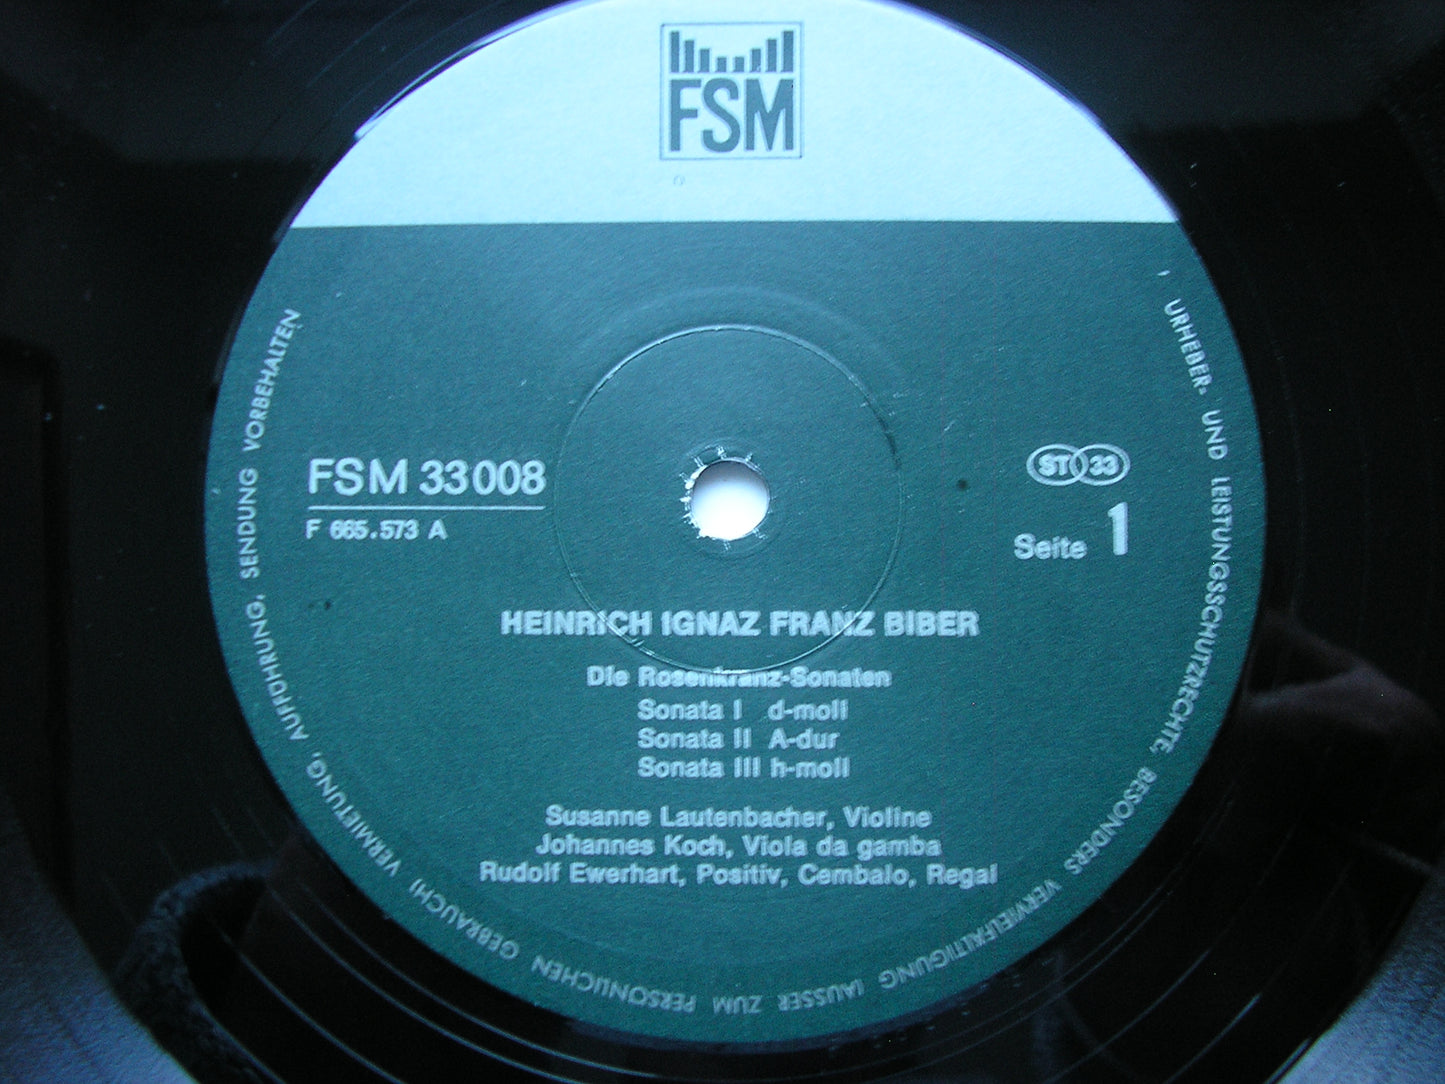 FSM
FSM 33008
F 665.573 A
ST 33
Seite 1
HEINRICH IGNAZ FRANZ BIBER
Die Rosenkranz-Sonaten
Sonata I d-moll
Sonata II A-dur
Sonata III h-moll
Susanne Lautenbacher, Violine
Johannes Koch, Viola da gamba
Rudolf Ewerhart, Positiv, Cembalo, Regal
URHEBER- UND LEISTUNGSSCHUTZRECHTE, BESONDERS VERVIELFÄLTIGUNG (AUSSER ZUM PERSÖNLICHEN GEBRAUCH) VERMIETUNG, AUFFÜHRUNG, SENDUNG VORBEHALTEN